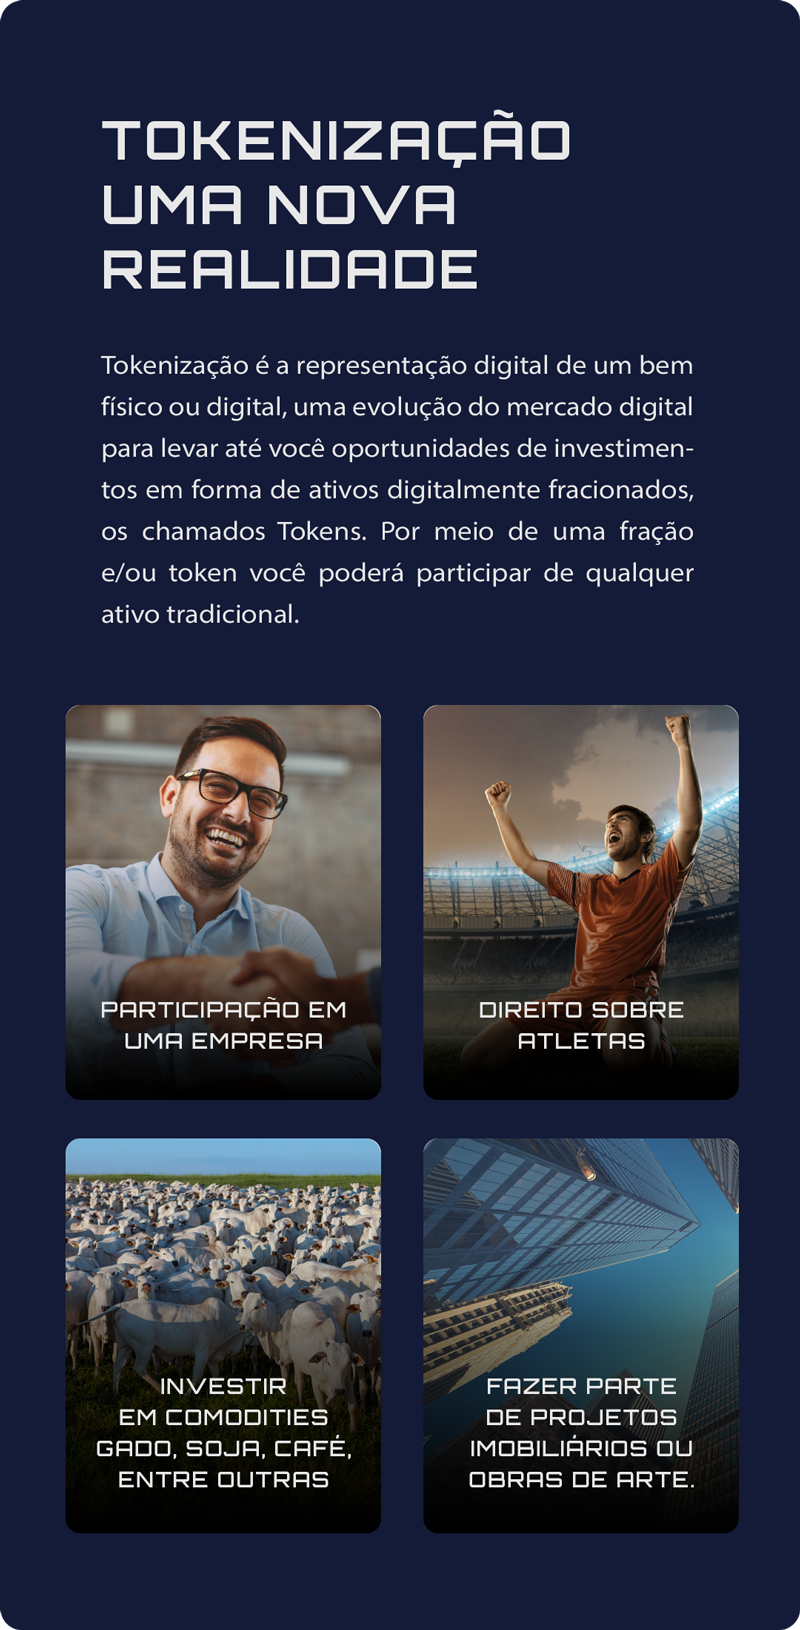 TOKENIZAÇÃO
UMA NOVA
REALIDADE
Tokenização é a representação digital de um bem
físico ou digital, uma evolução do mercado digital
para levar até você oportunidades de investimen-
tos em forma de ativos digitalmente fracionados,
os chamados Tokens. Por meio de uma fração
e/ou token você poderá participar de qualquer
ativo tradicional.
PARTICIPAÇÃO EM
UMA EMPRESA
DIREITO SOBRE
ATLETAS
INVESTIR
EM COMODITIES
GADO, SOJA, CAFÉ,
ENTRE OUTRAS
FAZER PARTE
DE PROJETOS
IMOBILIÁRIOS OU
OBRAS DE ARTE.